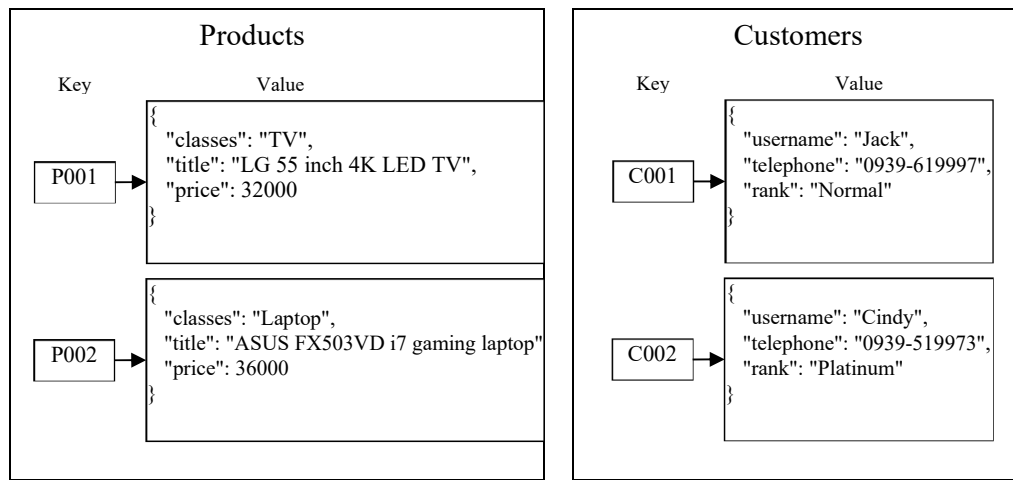 Products
Key Value
P001
{
"classes": "TV",
"title": "LG 55 inch 4K LED TV",
"price": 32000
}
P002
{
"classes": "Laptop",
"title": "ASUS FX503VD i7 gaming laptop"
"price": 36000
}
Customers
Key Value
C001
{
"username": "Jack",
"telephone": "0939-619997",
"rank": "Normal"
}
C002
{
"username": "Cindy",
"telephone": "0939-519973",
"rank": "Platinum"
}